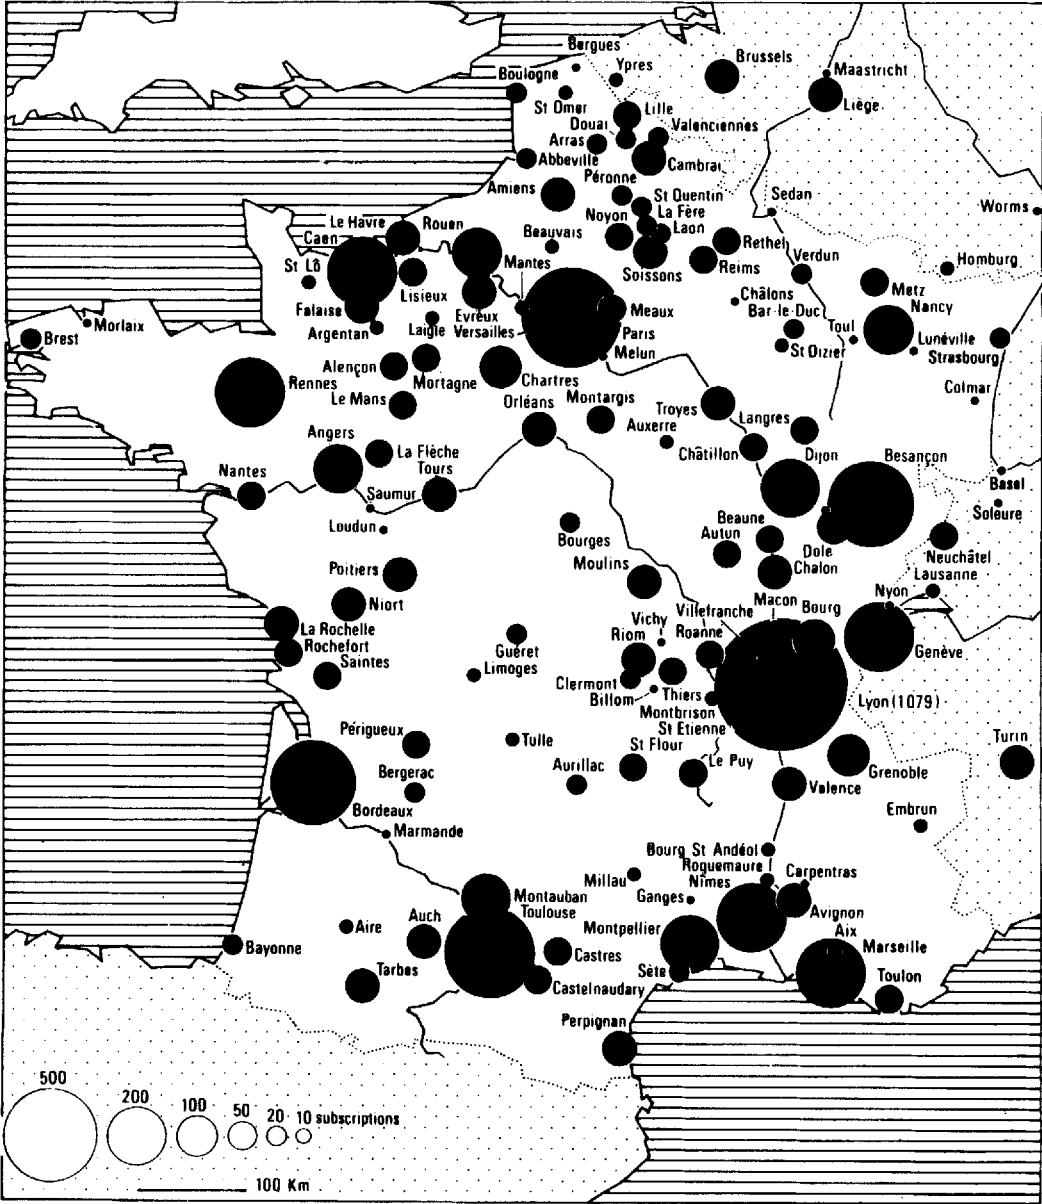 Bergues
Brussels
Boulogne
Ypres
Maastricht
St Omer
Lille
Liège
Douai
Valenciennes
Arras
Abbeville
Cambrai
Péronne
Amiens
St Quentin
Sedan
Noyon
La Fère
Worms
Le Havre
Rouen
Beauvais
Laon
Caen
Rethel
St Lô
Mantes
Soissons
Reims
Verdun
Homburg
Lisieux
Châlons
Metz
Falaise
Evreux
Meaux
Bar-le-Duc
Nancy
Morlaix
Argentan
Laigle
Versailles
Paris
Toul
Lunéville
Brest
Melun
St Dizier
Strasbourg
Alençon
Rennes
Mortagne
Chartres
Colmar
Le Mans
Orléans
Montargis
Troyes
Langres
Auxerre
Angers
La Flèche
Châtillon
Dijon
Besançon
Nantes
Tours
Basel
Saumur
Soleure
Loudun
Bourges
Beaune
Autun
Dole
Neuchâtel
Poitiers
Moulins
Chalon
Lausanne
Niort
Macon
Nyon
Villefranche
Bourg
Vichy
La Rochelle
Riom
Roanne
Rochefort
Guéret
Genève
Saintes
Limoges
Clermont
Thiers
Billom
Montbrison
Lyon (1079)
St Etienne
Périgueux
Tulle
St Flour
Turin
Bergerac
Aurillac
Le Puy
Grenoble
Valence
Bordeaux
Embrun
Marmande
Bourg St Andéol
Roquemaure
Carpentras
Millau
Nîmes
Montauban
Ganges
Auch
Toulouse
Avignon
Aire
Montpellier
Aix
Bayonne
Castres
Marseille
Tarbes
Sète
Toulon
Castelnaudary
Perpignan
500
200
100
50
20
10 subscriptions
100 Km